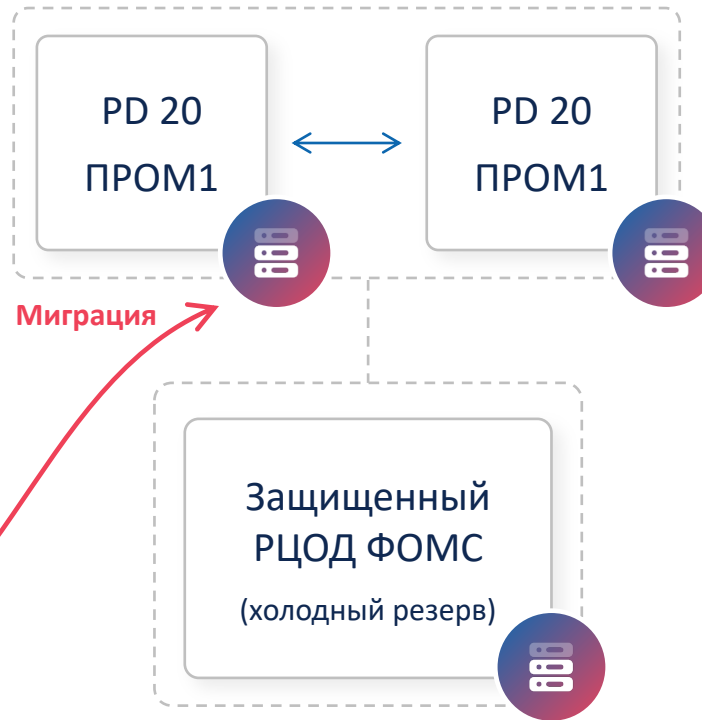 PD 20
ПРОМ1
PD 20
ПРОМ1
Миграция
Защищенный
РЦОД ФОМС
(холодный резерв)